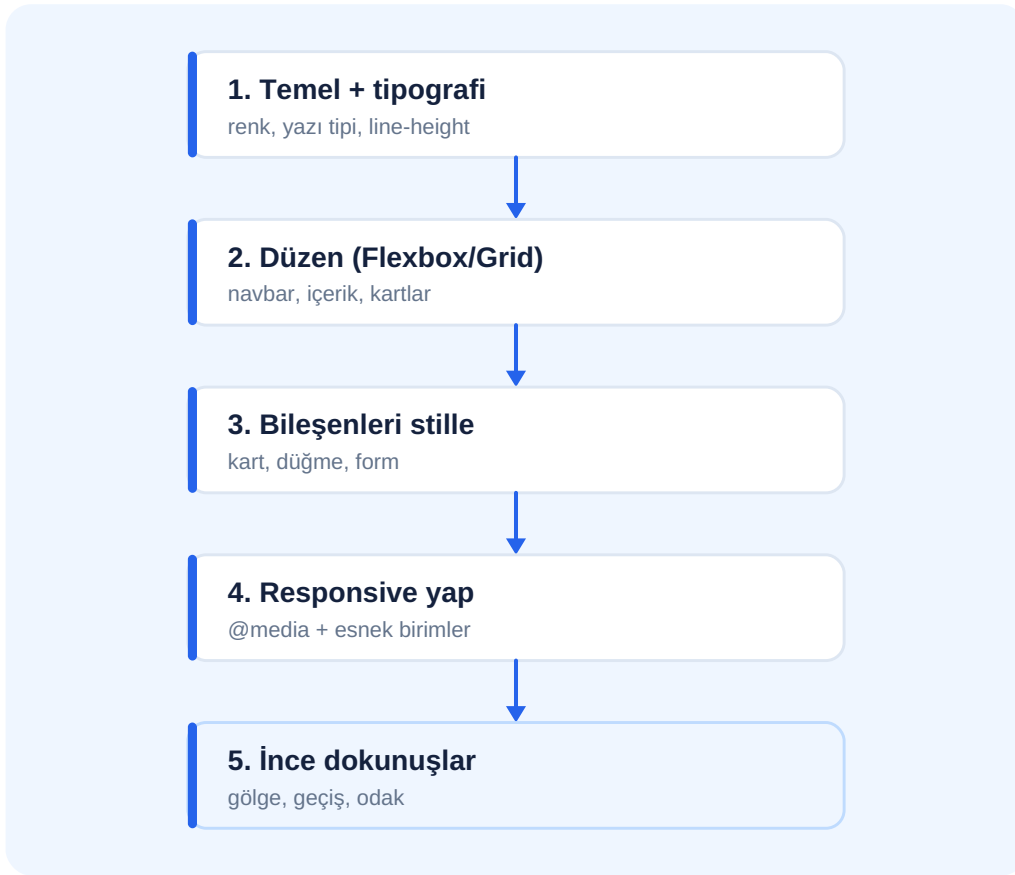 1. Temel + tipografi
renk, yazı tipi, line-height
2. Düzen (Flexbox/Grid)
navbar, içerik, kartlar
3. Bileşenleri stille
kart, düğme, form
4. Responsive yap
@media + esnek birimler
5. İnce dokunuşlar
gölge, geçiş, odak